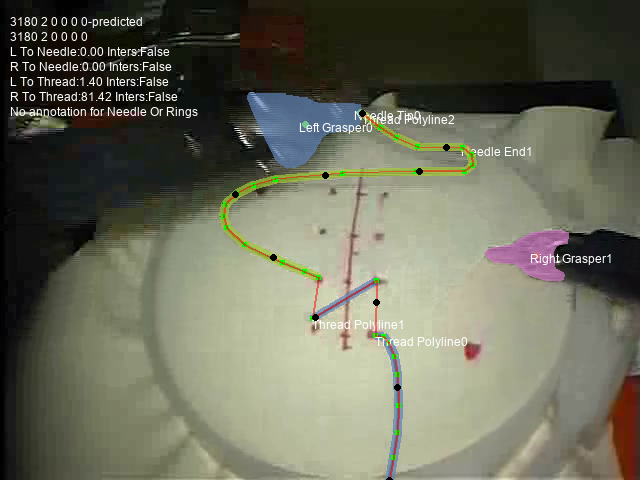 3180 2 0 0 0 0-predicted
3180 2 0 0 0 0
L To Needle:0.00 Inters:False
R To Needle:0.00 Inters:False
L To Thread:1.40 Inters:False
R To Thread:81.42 Inters:False
No annotation for Needle Or Rings
Needle Tip0
Thread Polyline2
Left Grasper0
Needle End1
Right Grasper1
Thread Polyline1
Thread Polyline0